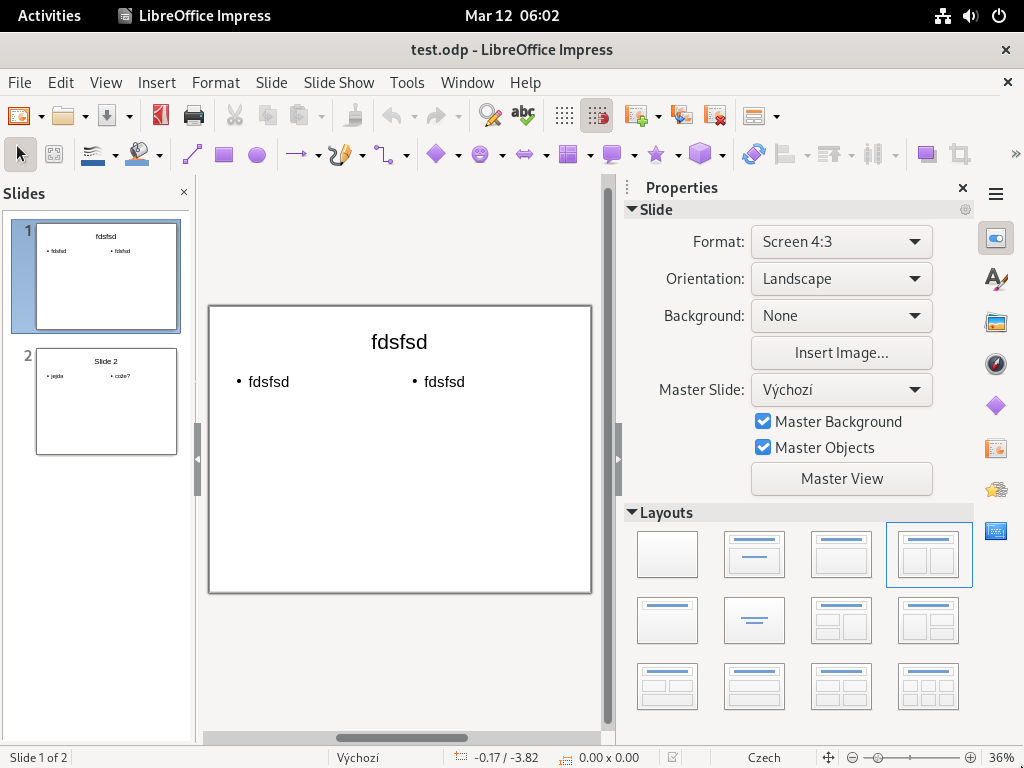 Activities
LibreOffice Impress
Mar 12 06:02
test.odp - LibreOffice Impress
File Edit View Insert Format Slide Slide Show Tools Window Help
abc
Slides
1
fdsfsd
• fdsfsd
• fdsfsd
2
Slide 2
• jejda
• cože?
fdsfsd
• fdsfsd
• fdsfsd
Properties
Slide
Format: Screen 4:3
Orientation: Landscape
Background: None
Insert Image...
Master Slide: Výchozí
Master Background
Master Objects
Master View
Layouts
Slide 1 of 2
Výchozí
-0.17 / -3.82
0.00 x 0.00
Czech
36%